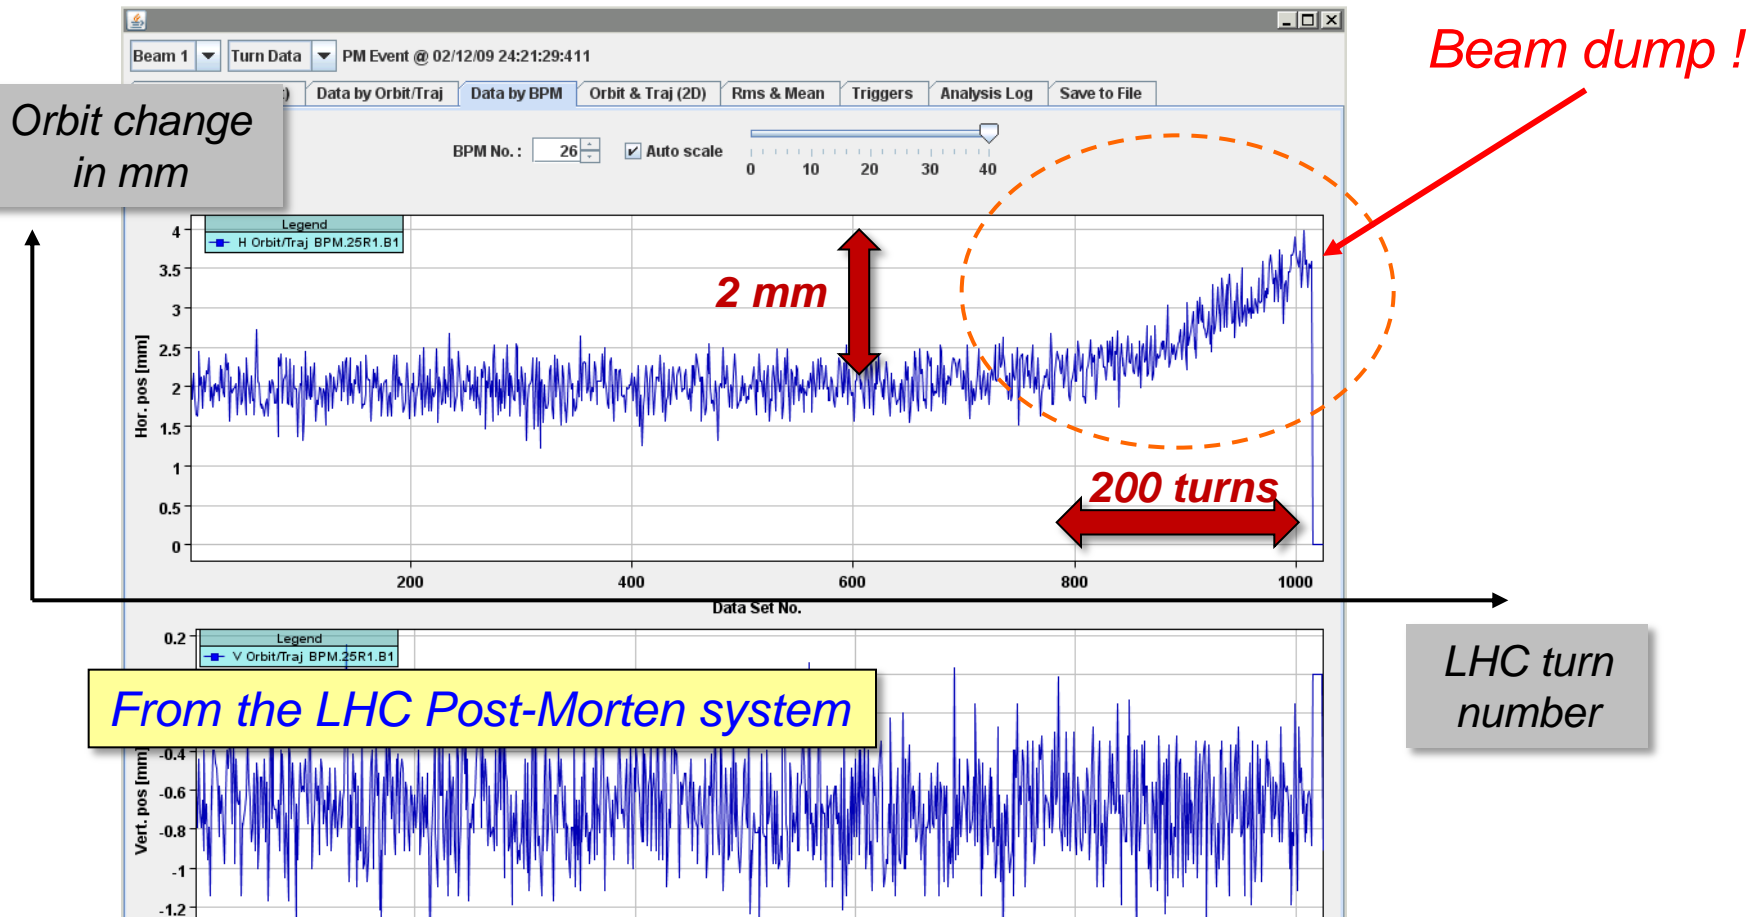 Beam dump !
Beam 1 Turn Data PM Event @ 02/12/09 24:21:29:411
) Data by Orbit/Traj Data by BPM Orbit & Traj (2D) Rms & Mean Triggers Analysis Log Save to File
Orbit change
in mm
BPM No. : 26 Auto scale
0 10 20 30 40
Legend
H Orbit/Traj BPM.25R1.B1
4
3.5
3
2.5
2
1.5
1
0.5
0
Hor. pos [mm]
2 mm
200 turns
200 400 600 800 1000
Data Set No.
LHC turn
number
0.2
Legend
V Orbit/Traj BPM.25R1.B1
From the LHC Post-Morten system
-0.4
-0.6
-0.8
-1
-1.2
Vert. pos [mm]